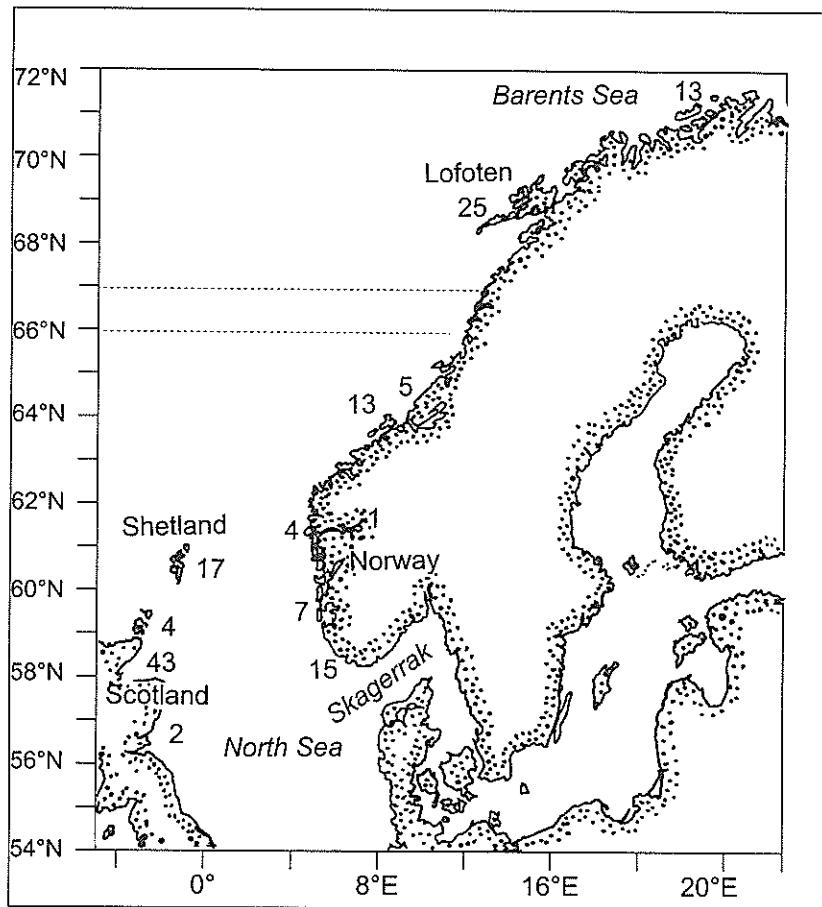 72°N
Barents Sea 13
70°N
Lofoten
25
68°N
66°N
5
64°N
13
62°N
Shetland
4
1
17
Norway
60°N
7
4
58°N
43
15
Skagerrak
Scotland
2
North Sea
56°N
54°N
0° 8°E 16°E 20°E